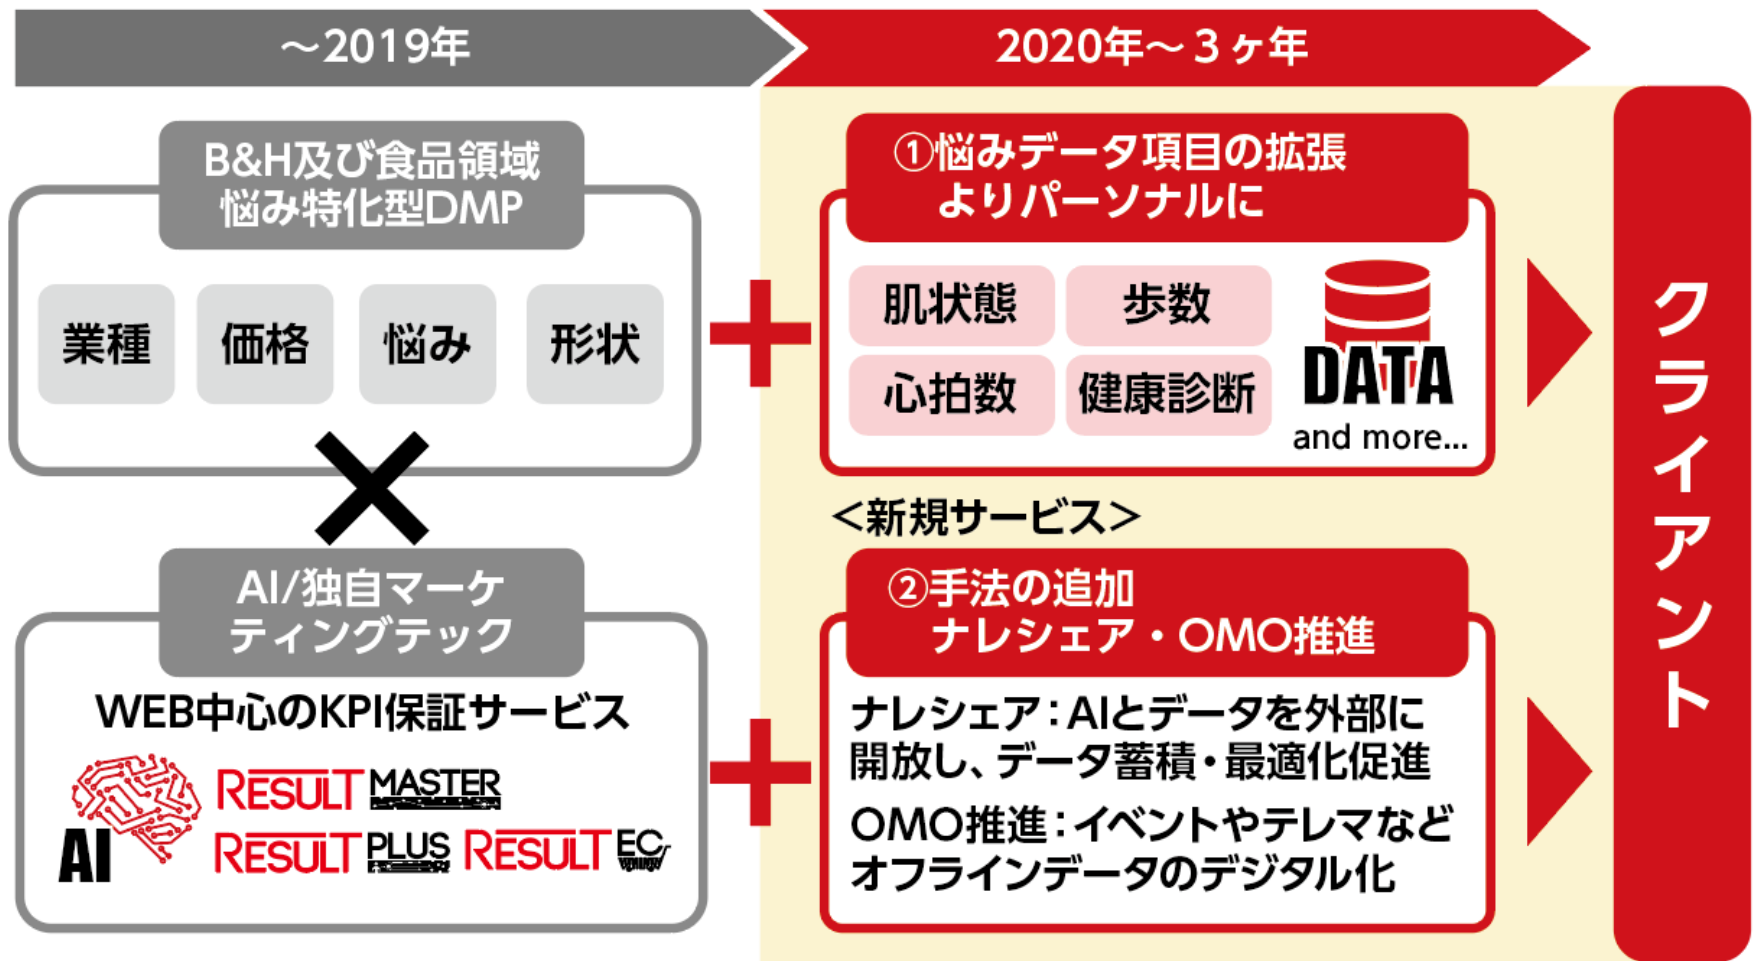 ～2019年
2020年～３ヶ年
B&H及び食品領域
悩み特化型DMP
業種
価格
悩み
形状
①悩みデータ項目の拡張
よりパーソナルに
肌状態
歩数
心拍数
健康診断
DATA
and more...
AI/独自マーケ
ティングテック
WEB中心のKPI保証サービス
AI
RESULT MASTER
RESULT PLUS
RESULT EC
＜新規サービス＞
②手法の追加
ナレシェア・OMO推進
ナレシェア：AIとデータを外部に
開放し、データ蓄積・最適化促進
OMO推進：イベントやテレマなど
オフラインデータのデジタル化
クライアント